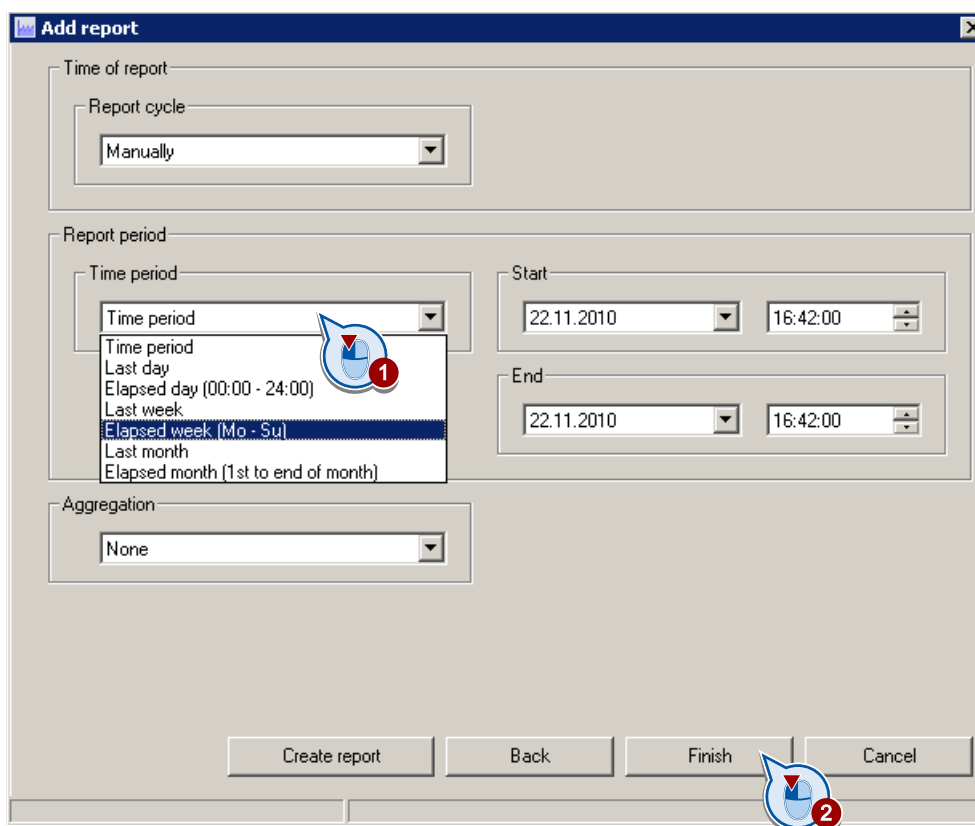 Add report
Time of report
Report cycle
Manually
Report period
Time period
Time period
Time period
Last day
Elapsed day (00:00 - 24:00)
Last week
Elapsed week (Mo - Su)
Last month
Elapsed month (1st to end of month)
1
Start
22.11.2010 16:42:00
End
22.11.2010 16:42:00
Aggregation
None
Create report Back Finish Cancel
2